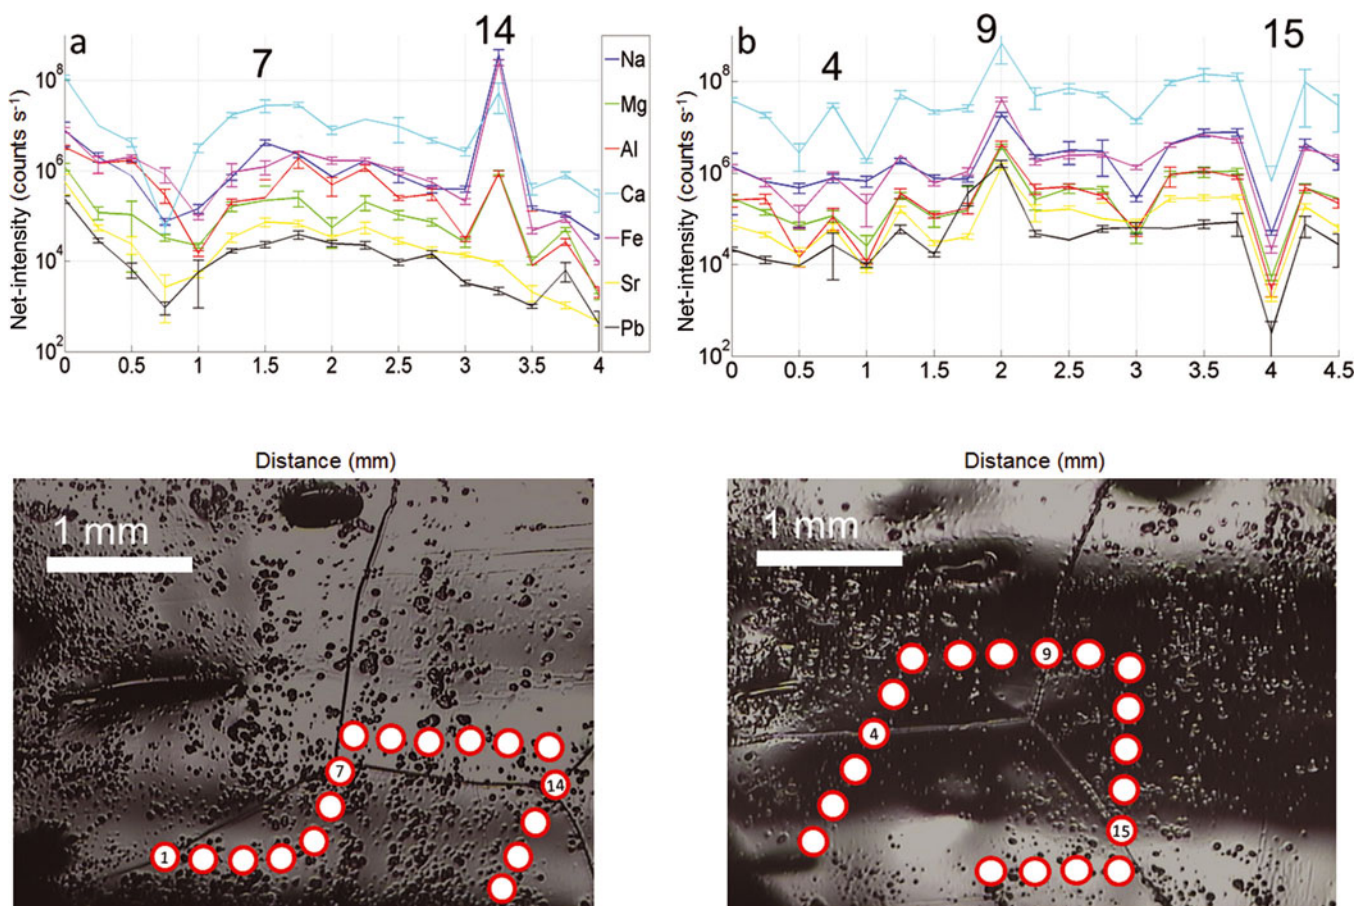 a
7
14
Net-intensity (counts s⁻¹)
10⁸
10⁶
10⁴
10²
0 0.5 1 1.5 2 2.5 3 3.5 4
Na
Mg
Al
Ca
Fe
Sr
Pb
Distance (mm)
b
4
9
15
Net-intensity (counts s⁻¹)
10⁸
10⁶
10⁴
10²
0 0.5 1 1.5 2 2.5 3 3.5 4 4.5
Distance (mm)
1 mm
7
14
1
1 mm
9
4
15